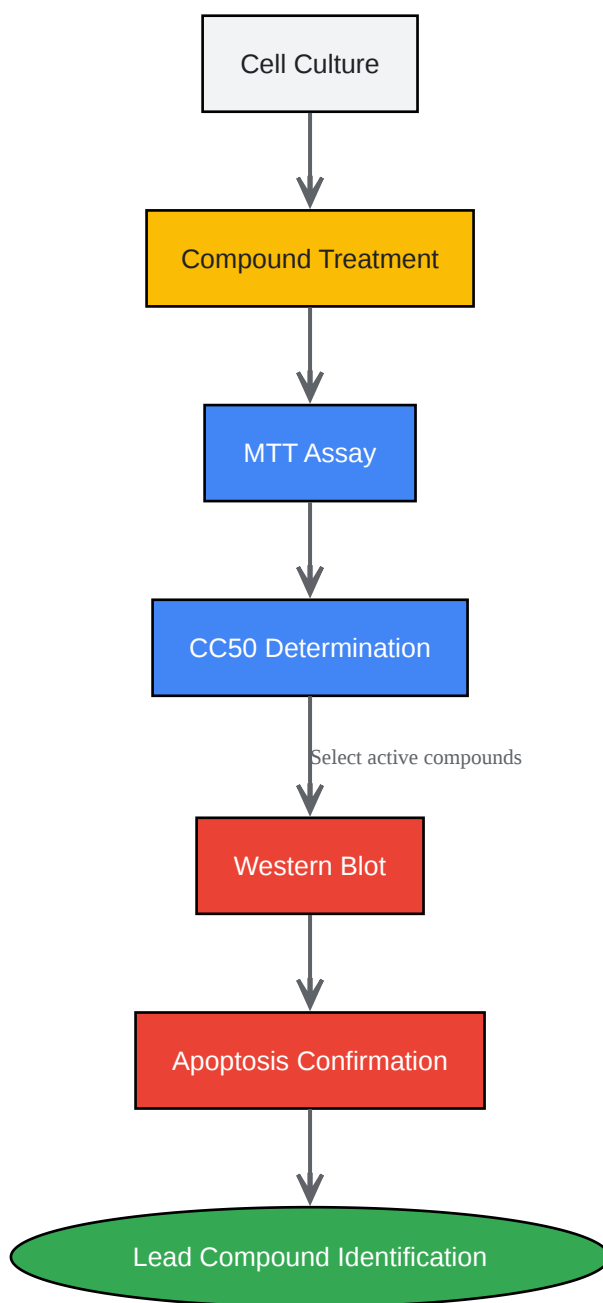 Cell Culture
Compound Treatment
MTT Assay
CC50 Determination
Select active compounds
Western Blot
Apoptosis Confirmation
Lead Compound Identification